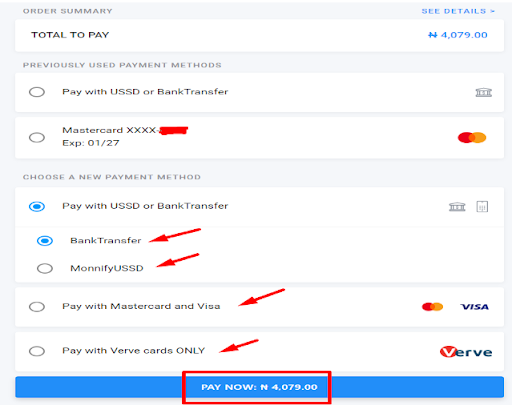 ORDER SUMMARY SEE DETAILS >
TOTAL TO PAY ₦ 4,079.00
PREVIOUSLY USED PAYMENT METHODS
Pay with USSD or BankTransfer
Mastercard XXXX-
Exp: 01/27
CHOOSE A NEW PAYMENT METHOD
Pay with USSD or BankTransfer
BankTransfer
MonnifyUSSD
Pay with Mastercard and Visa VISA
Pay with Verve cards ONLY Verve
PAY NOW: ₦ 4,079.00